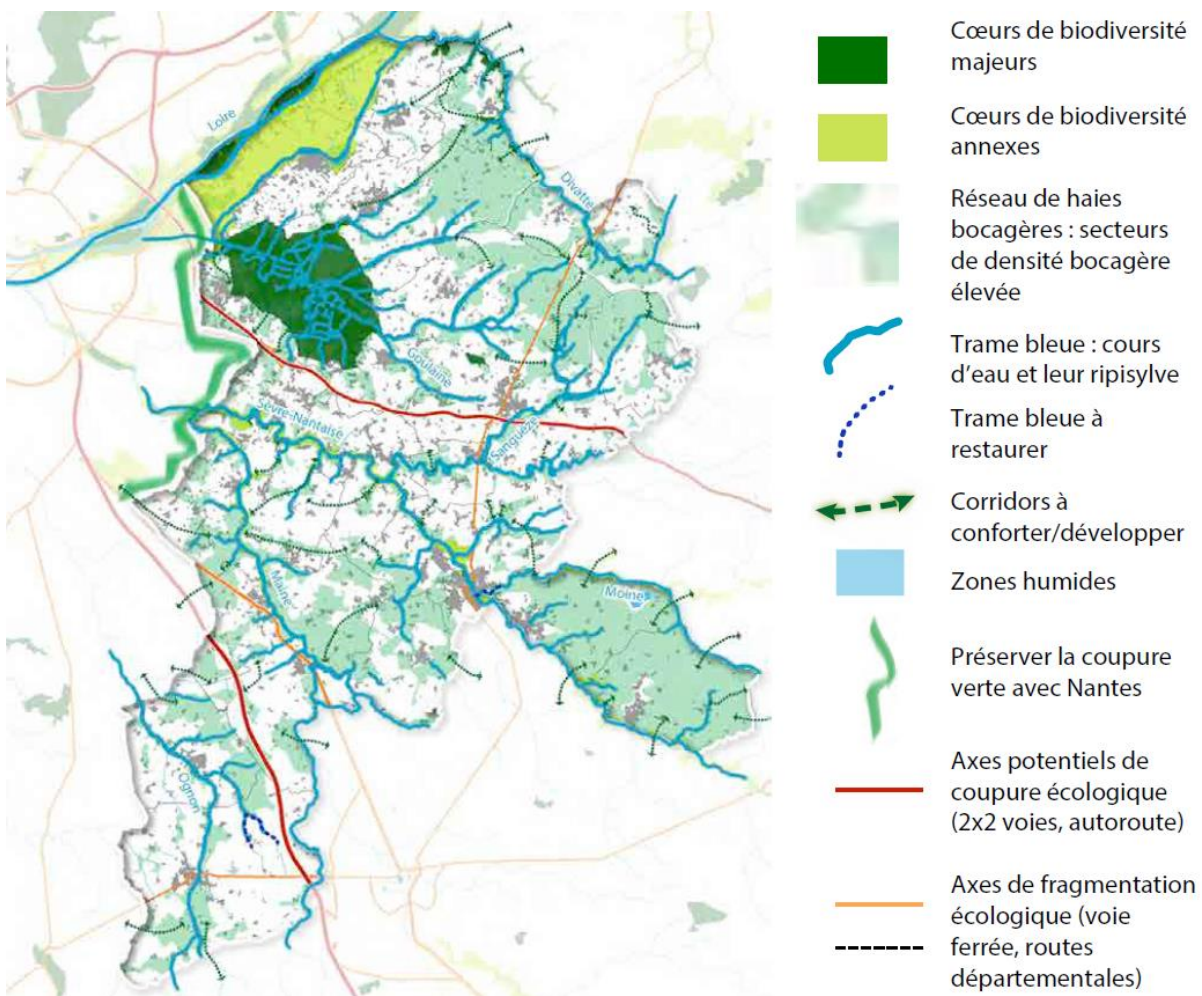 Loire
Divatte
Goulaine
Sèvre-Nantaise
Sanguèze
Maine
Moine
Ognon
Cœurs de biodiversité
majeurs
Cœurs de biodiversité
annexes
Réseau de haies
bocagères : secteurs
de densité bocagère
élevée
Trame bleue : cours
d’eau et leur ripisylve
Trame bleue à
restaurer
Corridors à
conforter/développer
Zones humides
Préserver la coupure
verte avec Nantes
Axes potentiels de
coupure écologique
(2x2 voies, autoroute)
Axes de fragmentation
écologique (voie
ferrée, routes
départementales)